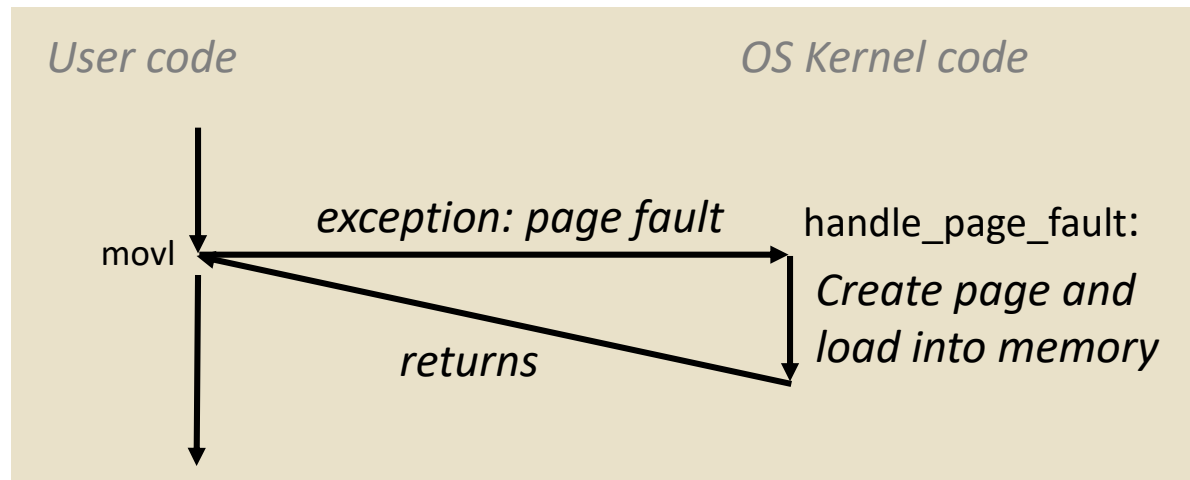 User code
OS Kernel code
exception: page fault
handle_page_fault:
movl
Create page and
load into memory
returns